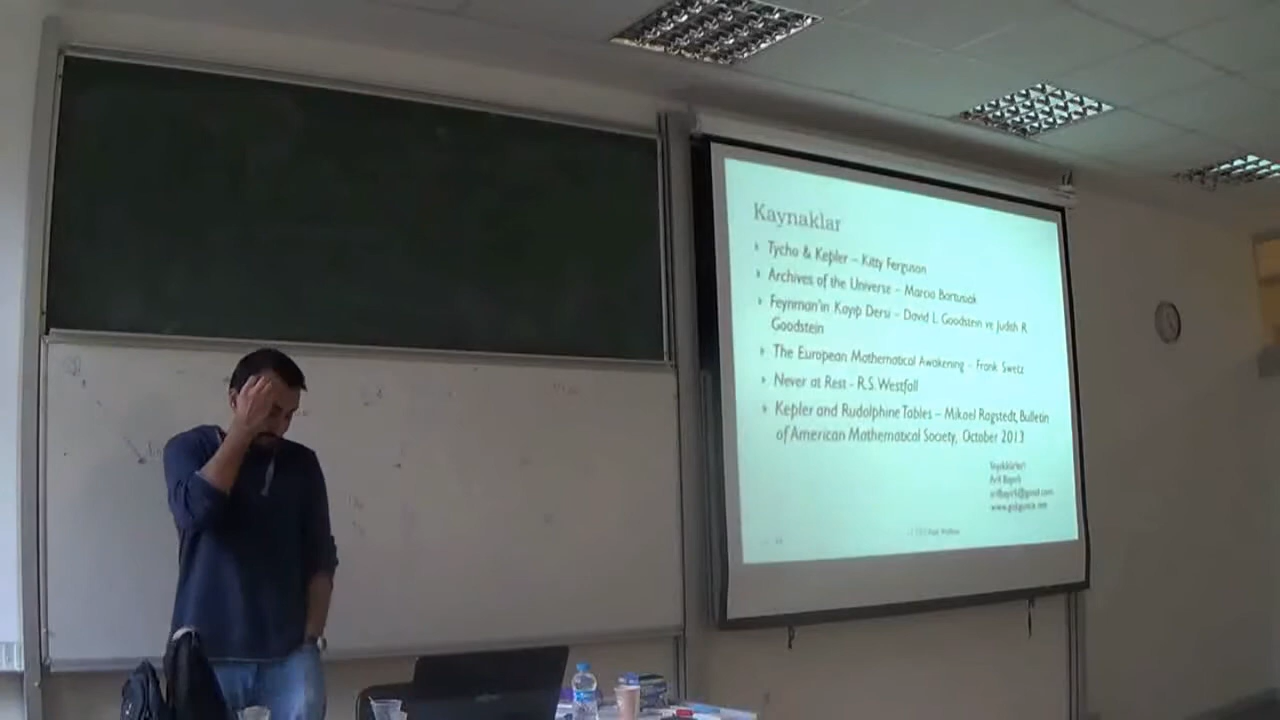 Kaynaklar
Tycho & Kepler – Kitty Ferguson
Archives of the Universe – Marcia Bartusiak
Feynman'in Kayıp Dersi – David L. Goodstein ve Judith R.
Goodstein
The European Mathematical Awakening - Frank Swetz
Never at Rest - R.S. Westfall
Kepler and Rudolphine Tables – Mikael Ragstedt, Bulletin
of American Mathematical Society, October 2013